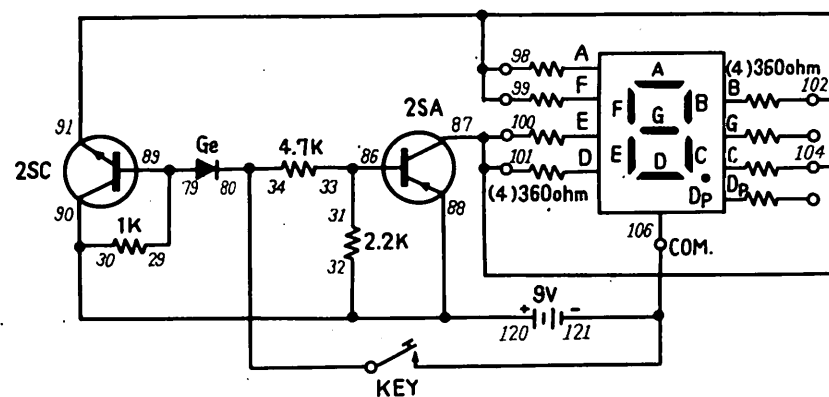 98 A
A (4)360ohm
99 F
B 102
91 2SA 87
F B
Ge 4.7K
100 E
G G
2SC 89 86
101 D
E C
C 104
79 80 34 33
D
(4)360ohm
Dp Dp
90 31 88
1K
106
30 29
2.2K
32
COM.
9V
+ -
120 121
KEY